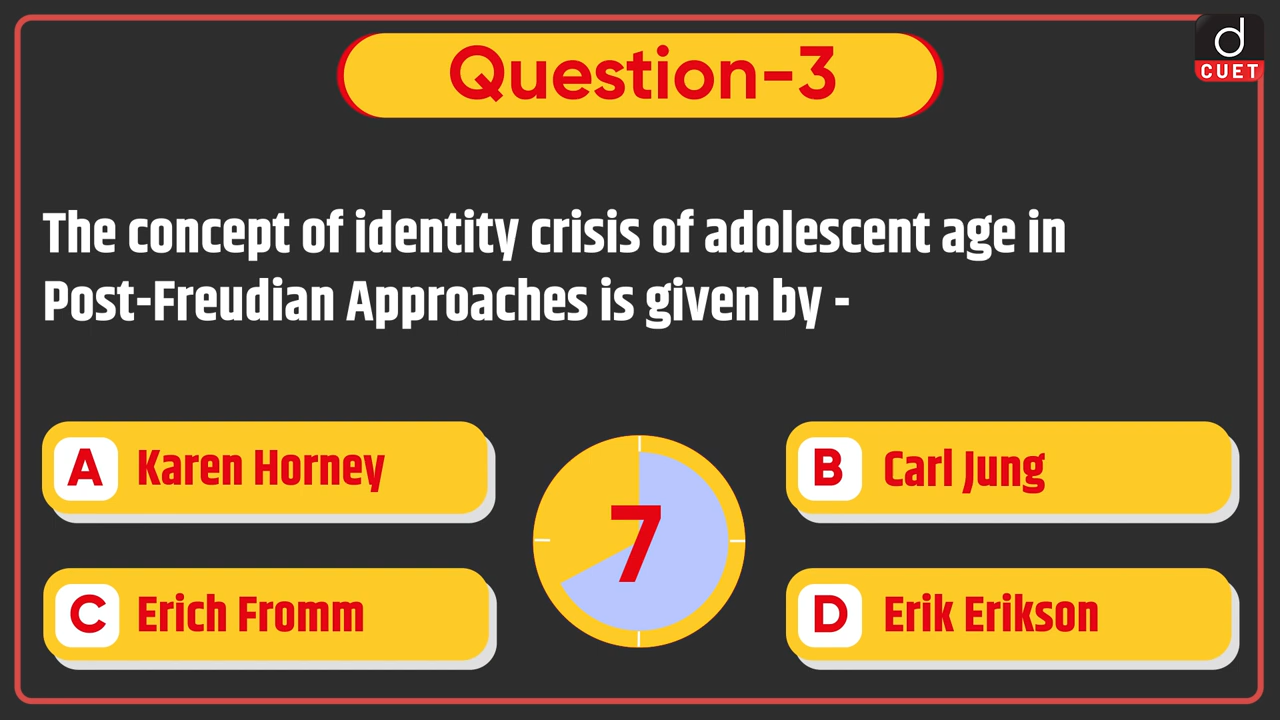 Question-3
d
CUET
The concept of identity crisis of adolescent age in
Post-Freudian Approaches is given by -
A Karen Horney
B Carl Jung
7
C Erich Fromm
D Erik Erikson